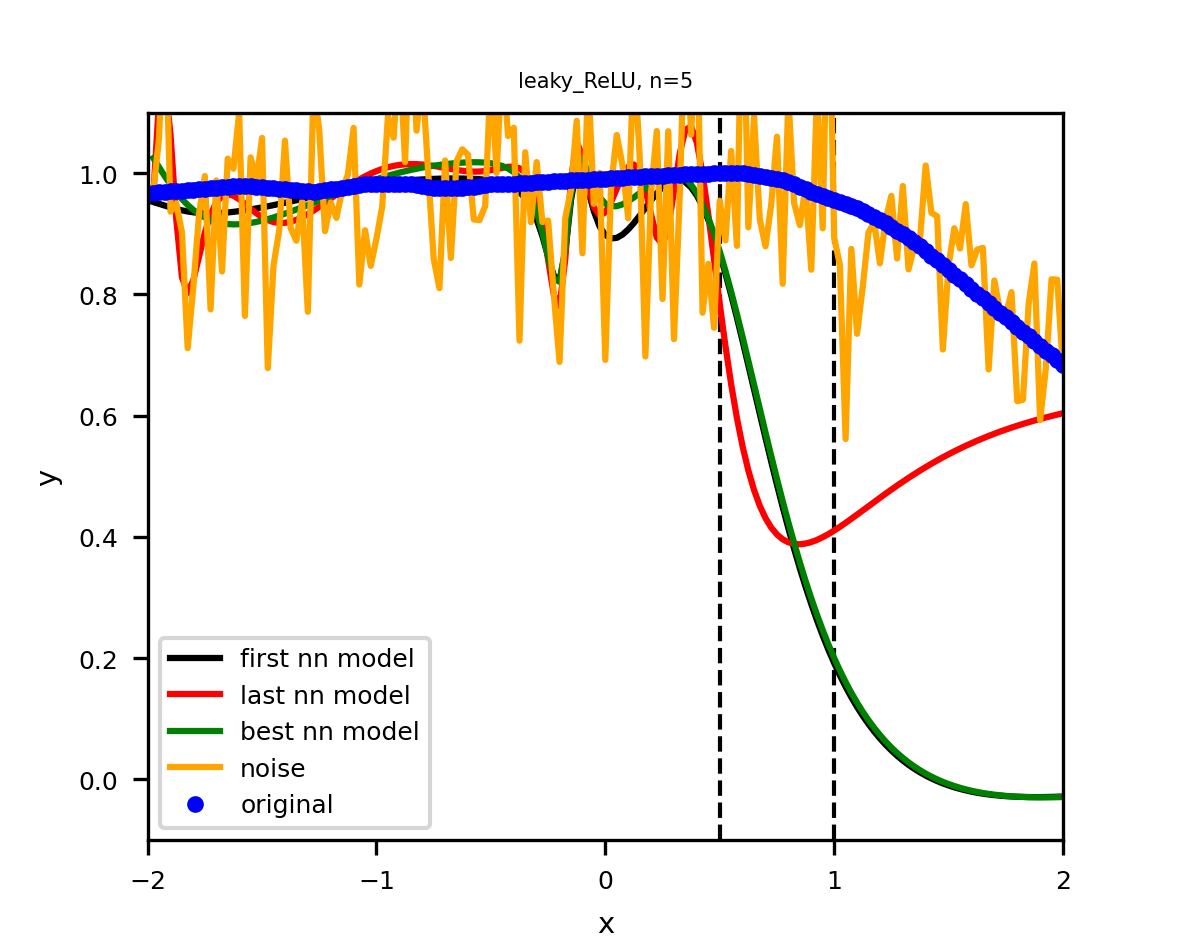 leaky_ReLU, n=5
1.0
0.8
0.6
0.4
0.2
0.0
y
first nn model
last nn model
best nn model
noise
original
−2
−1
0
1
2
x